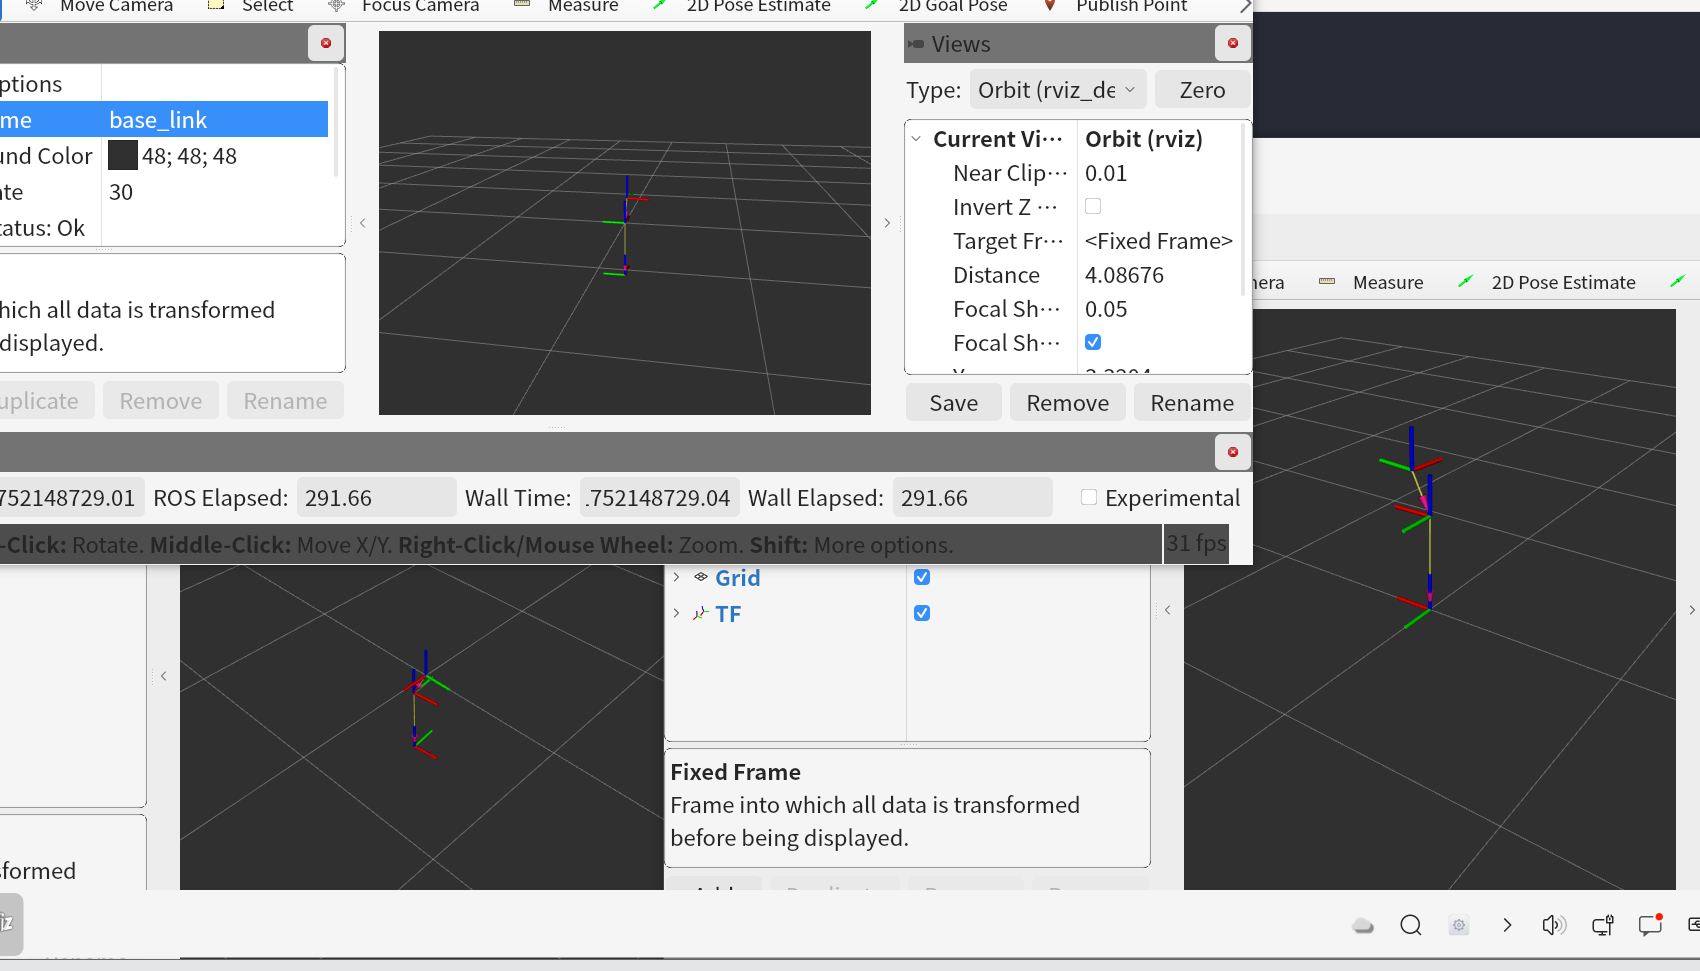 Move Camera Select Focus Camera Measure 2D Pose Estimate 2D Goal Pose Publish Point
Views
ptions
Type: Orbit (rviz_de Zero
me base_link
Current Vi··· Orbit (rviz)
und Color 48; 48; 48
Near Clip··· 0.01
ate 30
Invert Z ···
tatus: Ok
Target Fr··· <Fixed Frame>
Distance 4.08676
hich all data is transformed
Focal Sh··· 0.05
displayed.
Focal Sh···
uplicate Remove Rename
Save Remove Rename
752148729.01 ROS Elapsed: 291.66 Wall Time: .752148729.04 Wall Elapsed: 291.66 Experimental
-Click: Rotate. Middle-Click: Move X/Y. Right-Click/Mouse Wheel: Zoom. Shift: More options.
31 fps
nera Measure 2D Pose Estimate
Grid
TF
Fixed Frame
Frame into which all data is transformed
before being displayed.
sformed